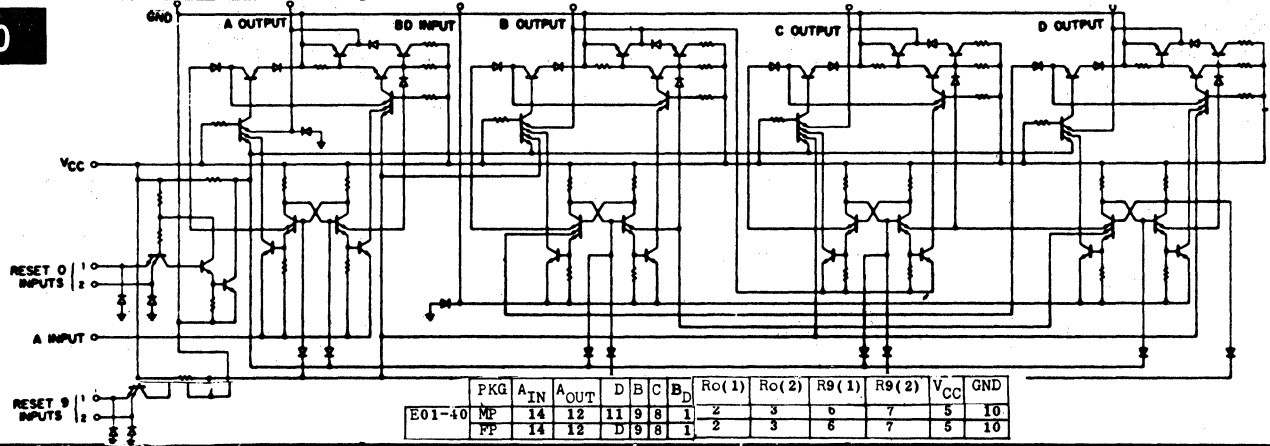 0
GND
A OUTPUT
BD INPUT
B OUTPUT
C OUTPUT
D OUTPUT
VCC
RESET 0 INPUTS 1 2
A INPUT
RESET 9 INPUTS 1 2
PKG AIN AOUT D B C BD Ro(1) Ro(2) R9(1) R9(2) VCC GND
E01-40 MP 14 12 11 9 8 1 2 3 6 7 5 10
FP 14 12 D 9 8 1 2 3 6 7 5 10